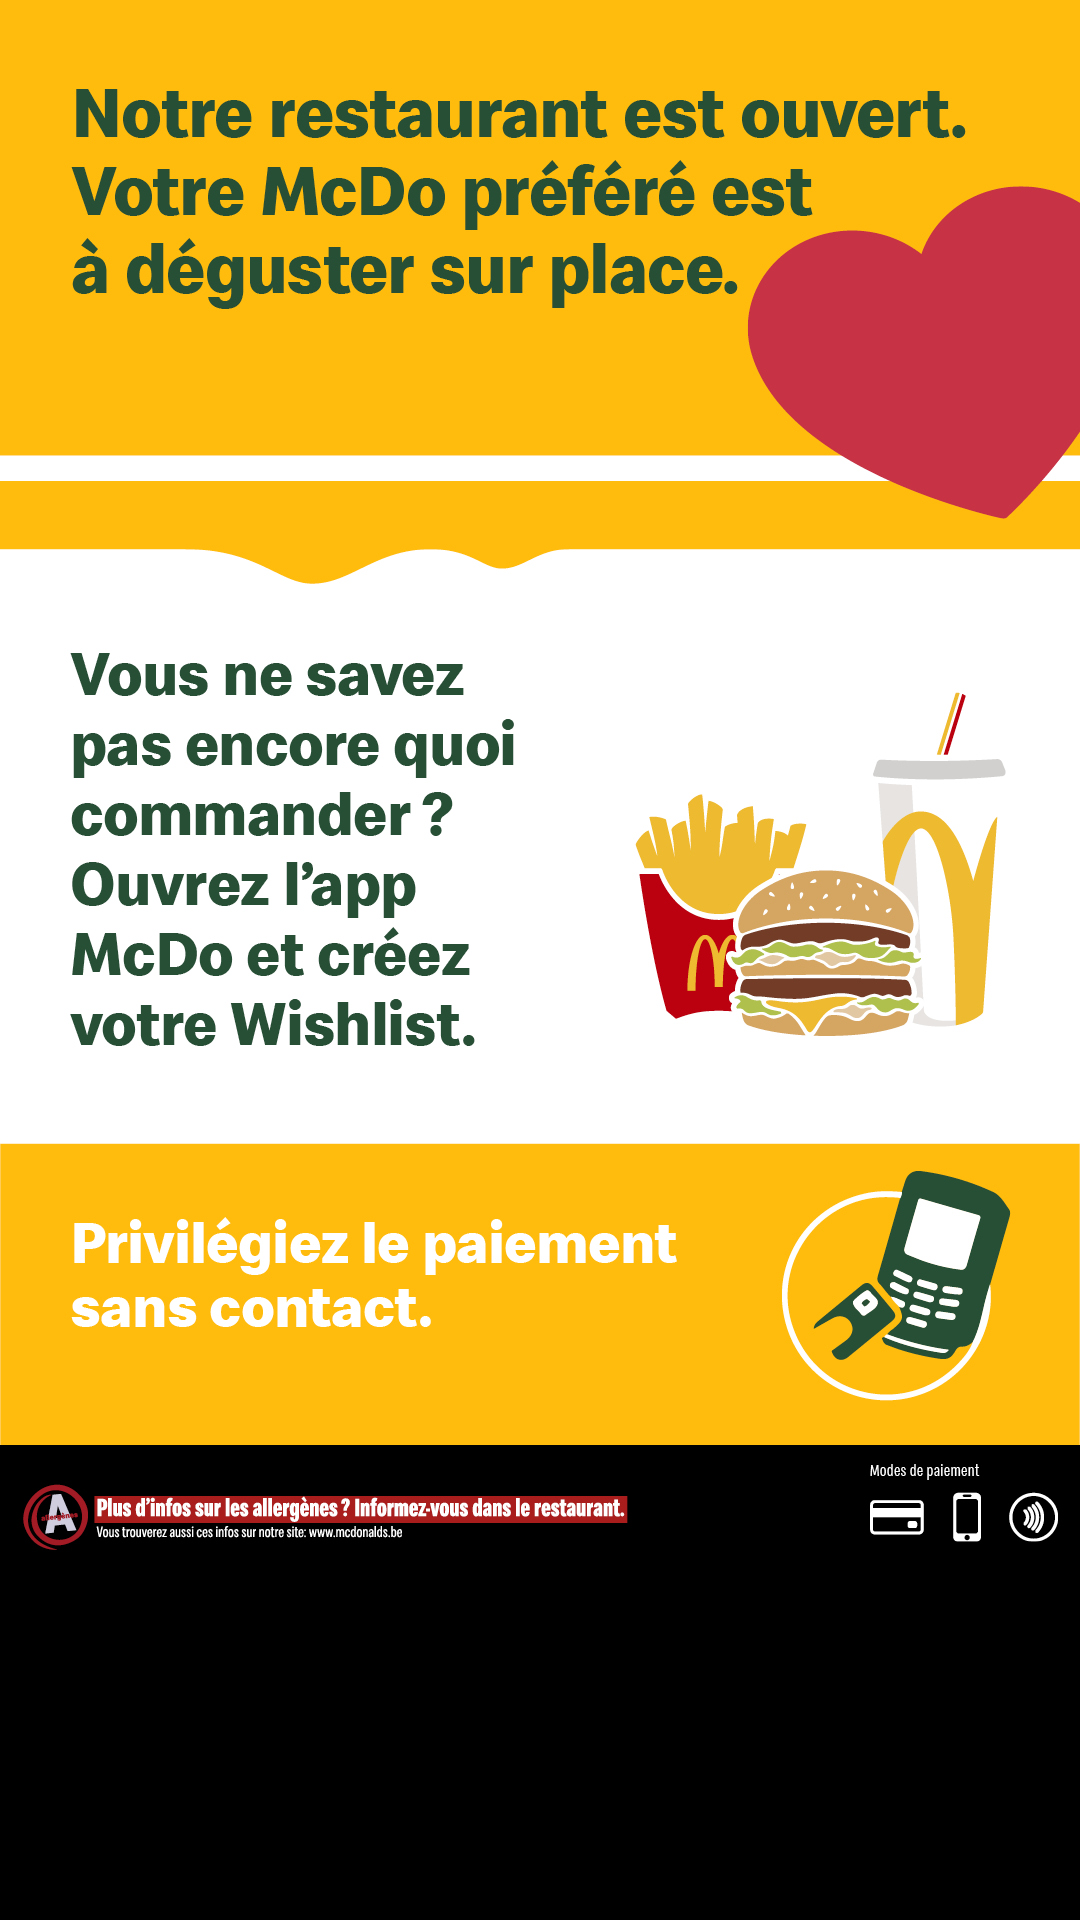 Notre restaurant est ouvert.
Votre McDo préféré est
à déguster sur place.
Vous ne savez
pas encore quoi
commander ?
Ouvrez l’app
McDo et créez
votre Wishlist.
Privilégiez le paiement
sans contact.
Modes de paiement
A
allergènes
Plus d’infos sur les allergènes ? Informez-vous dans le restaurant.
Vous trouverez aussi ces infos sur notre site: www.mcdonalds.be